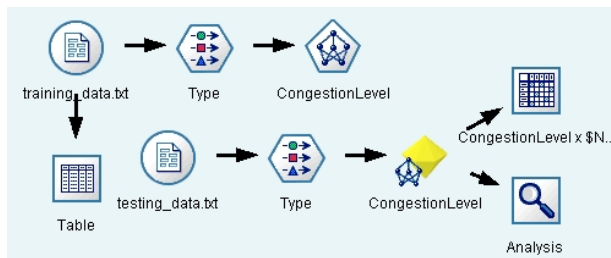 training_data.txt
Type
CongestionLevel
CongestionLevel x $N...
Table
testing_data.txt
Type
CongestionLevel
Analysis